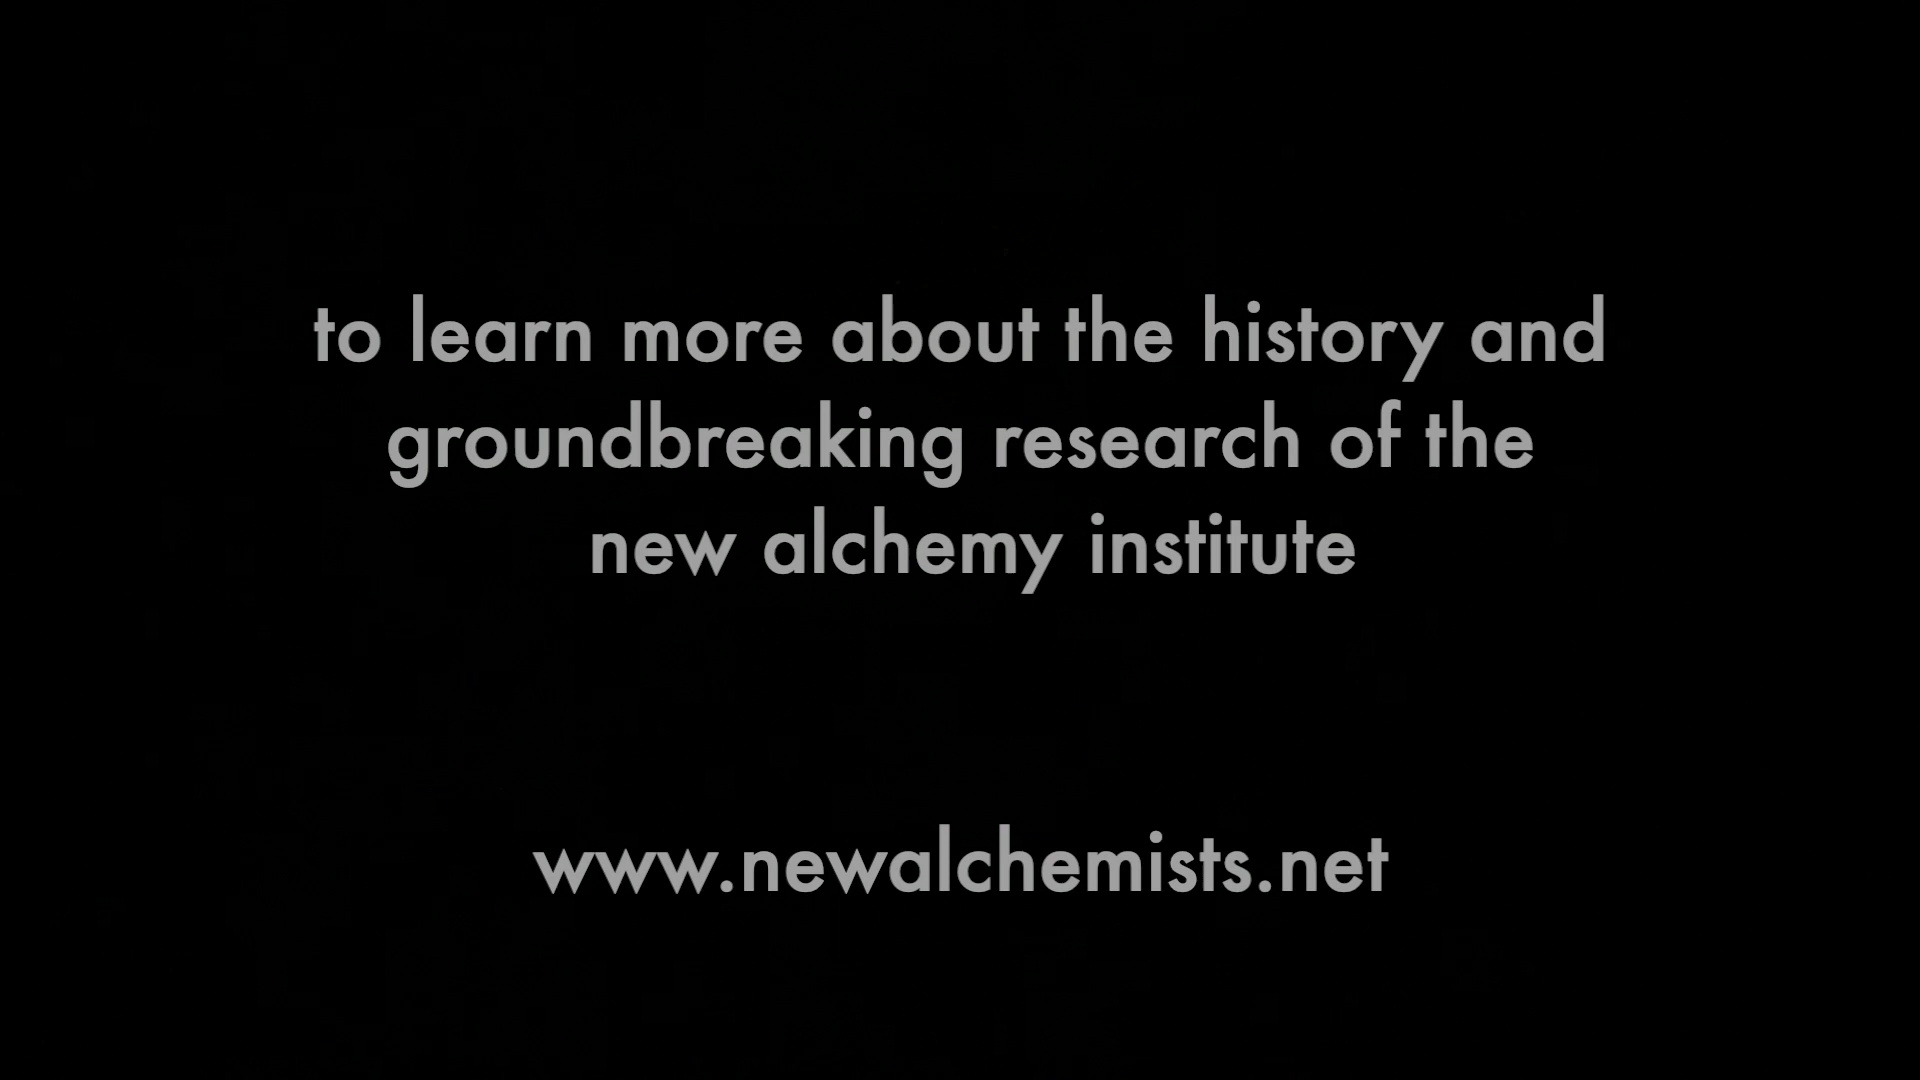 to learn more about the history and
groundbreaking research of the
new alchemy institute
www.newalchemists.net